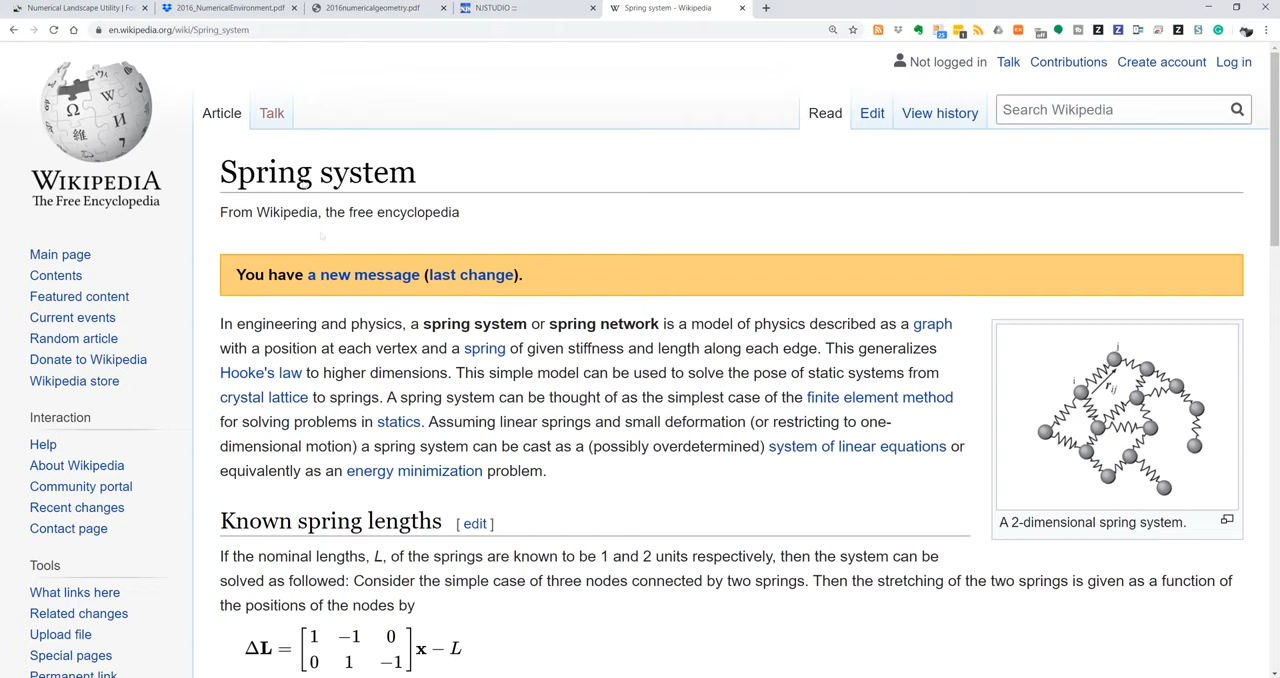 Numerical Landscape Utility | Fo
2016_NumericalEnvironment.pdf
2016numericalgeometry.pdf
NJSTUDIO ::
Spring system - Wikipedia
en.wikipedia.org/wiki/Spring_system
Not logged in Talk Contributions Create account Log in
Article Talk Read Edit View history Search Wikipedia
WIKIPEDIA
The Free Encyclopedia
Main page
Contents
Featured content
Current events
Random article
Donate to Wikipedia
Wikipedia store
Interaction
Help
About Wikipedia
Community portal
Recent changes
Contact page
Tools
What links here
Related changes
Upload file
Special pages
Permanent link
Spring system
From Wikipedia, the free encyclopedia
You have a new message (last change).
In engineering and physics, a spring system or spring network is a model of physics described as a graph
with a position at each vertex and a spring of given stiffness and length along each edge. This generalizes
Hooke's law to higher dimensions. This simple model can be used to solve the pose of static systems from
crystal lattice to springs. A spring system can be thought of as the simplest case of the finite element method
for solving problems in statics. Assuming linear springs and small deformation (or restricting to one-
dimensional motion) a spring system can be cast as a (possibly overdetermined) system of linear equations or
equivalently as an energy minimization problem.
j
i
r_ij
A 2-dimensional spring system.
Known spring lengths [ edit ]
If the nominal lengths, L, of the springs are known to be 1 and 2 units respectively, then the system can be
solved as followed: Consider the simple case of three nodes connected by two springs. Then the stretching of the two springs is given as a function of
the positions of the nodes by
ΔL = [1 −1 0
0 1 −1] x − L